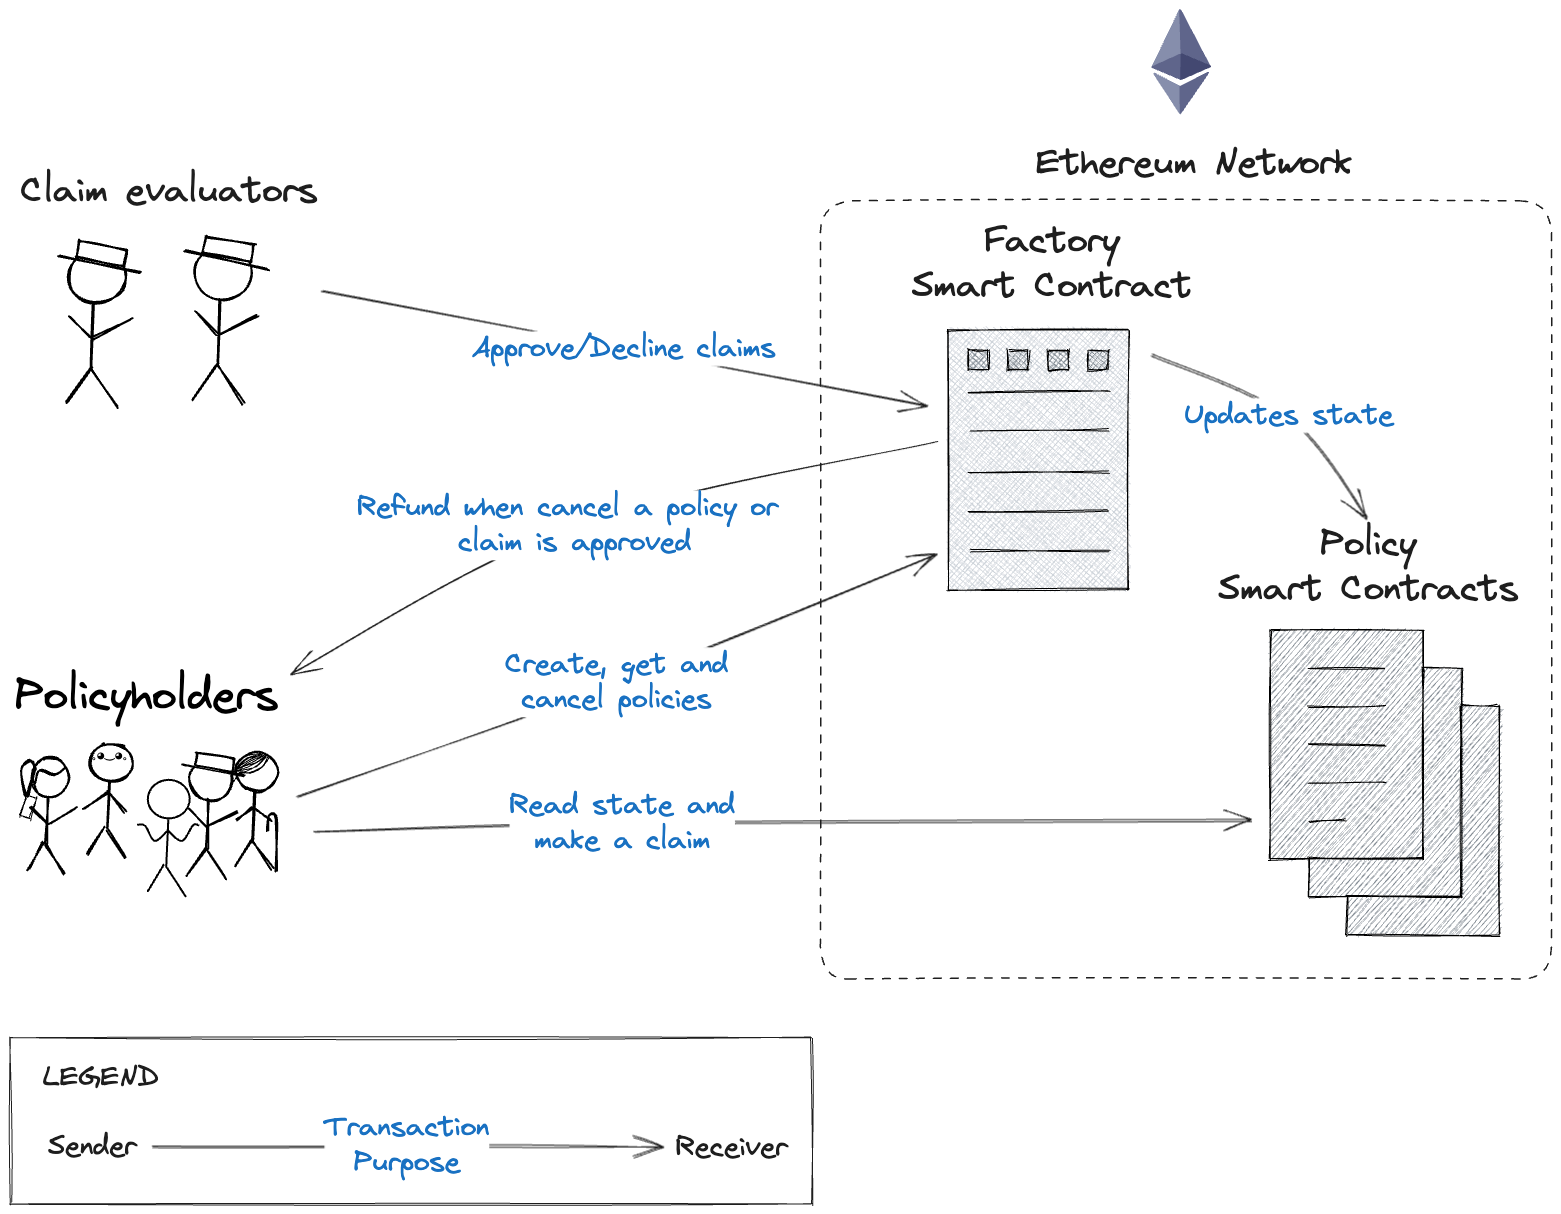 Ethereum Network
Claim evaluators
Factory
Smart Contract
Approve/Decline claims
Updates state
Refund when cancel a policy or
claim is approved
Policy
Smart Contracts
Create, get and
cancel policies
Policyholders
Read state and
make a claim
LEGEND
Sender
Transaction
Purpose
Receiver